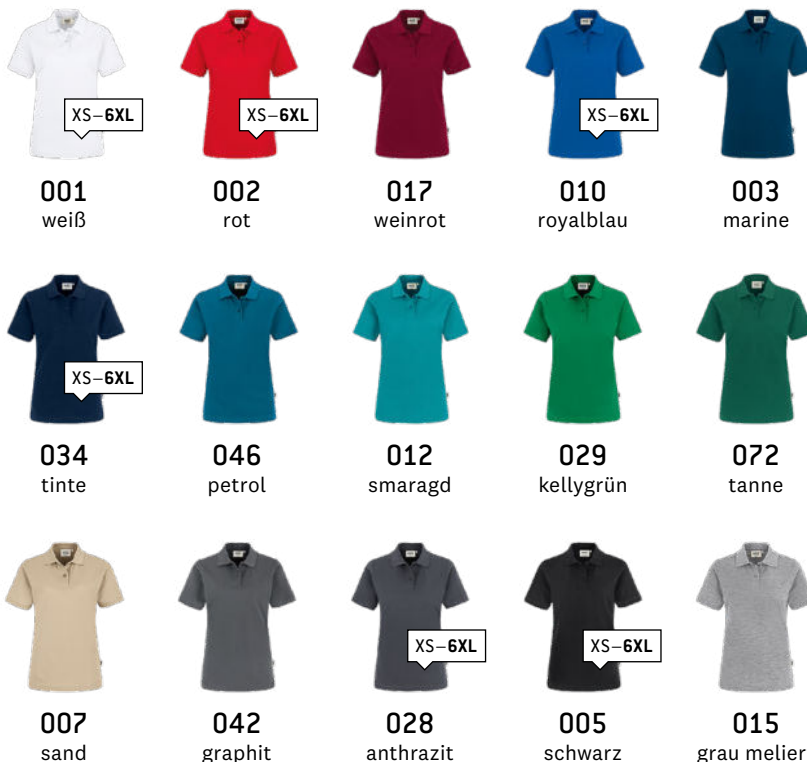 XS–6XL
XS–6XL
XS–6XL
001
weiß
002
rot
017
weinrot
010
royalblau
003
marine
XS–6XL
034
tinte
046
petrol
012
smaragd
029
kellygrün
072
tanne
XS–6XL
XS–6XL
007
sand
042
graphit
028
anthrazit
005
schwarz
015
grau melier